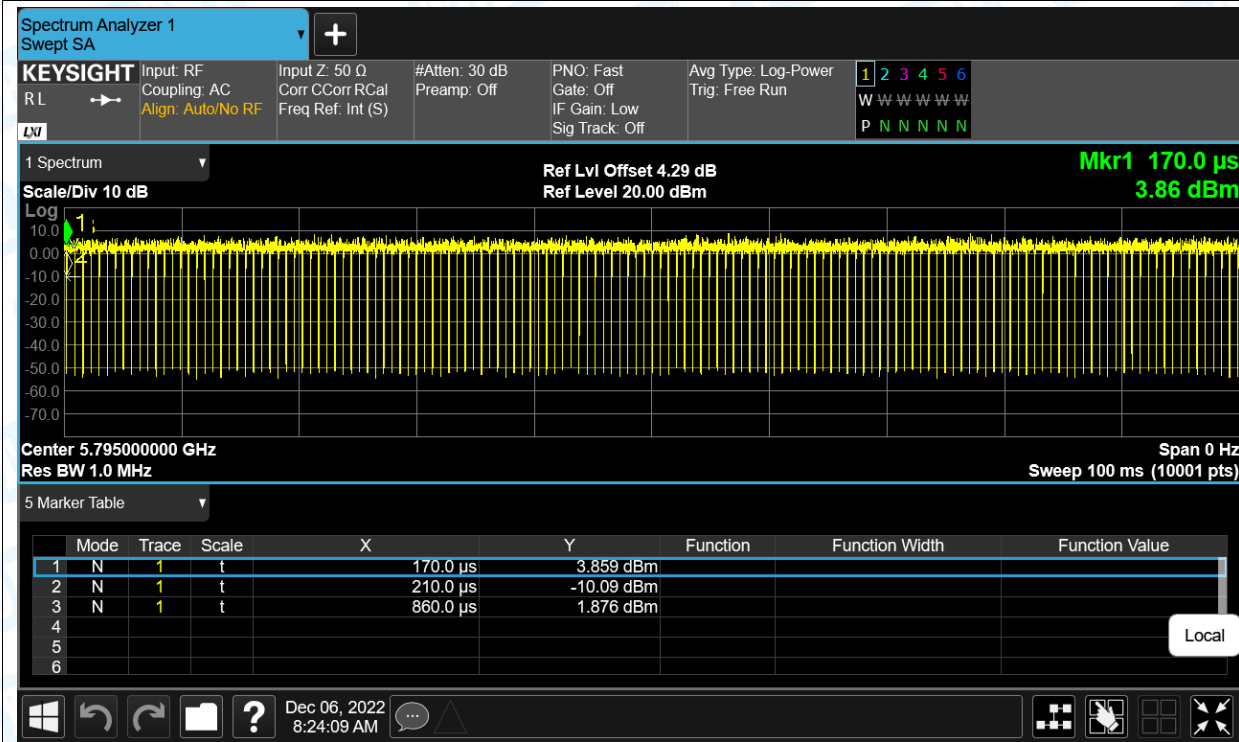 Spectrum Analyzer 1
Swept SA
KEYSIGHT
R L
LXI
Input: RF
Coupling: AC
Align: Auto/No RF
Input Z: 50 Ω
Corr CCorr RCal
Freq Ref: Int (S)
#Atten: 30 dB
Preamp: Off
PNO: Fast
Gate: Off
IF Gain: Low
Sig Track: Off
Avg Type: Log-Power
Trig: Free Run
1 2 3 4 5 6
W W W W W W
P N N N N N
1 Spectrum
Scale/Div 10 dB
Ref Lvl Offset 4.29 dB
Ref Level 20.00 dBm
Mkr1 170.0 µs
3.86 dBm
Log
10.0
0.00
-10.0
-20.0
-30.0
-40.0
-50.0
-60.0
-70.0
1
2
Center 5.795000000 GHz
Res BW 1.0 MHz
Span 0 Hz
Sweep 100 ms (10001 pts)
5 Marker Table
Mode Trace Scale X Y Function Function Width Function Value
1 N 1 t 170.0 µs 3.859 dBm
2 N 1 t 210.0 µs -10.09 dBm
3 N 1 t 860.0 µs 1.876 dBm
4
5
6
Local
?
Dec 06, 2022
8:24:09 AM